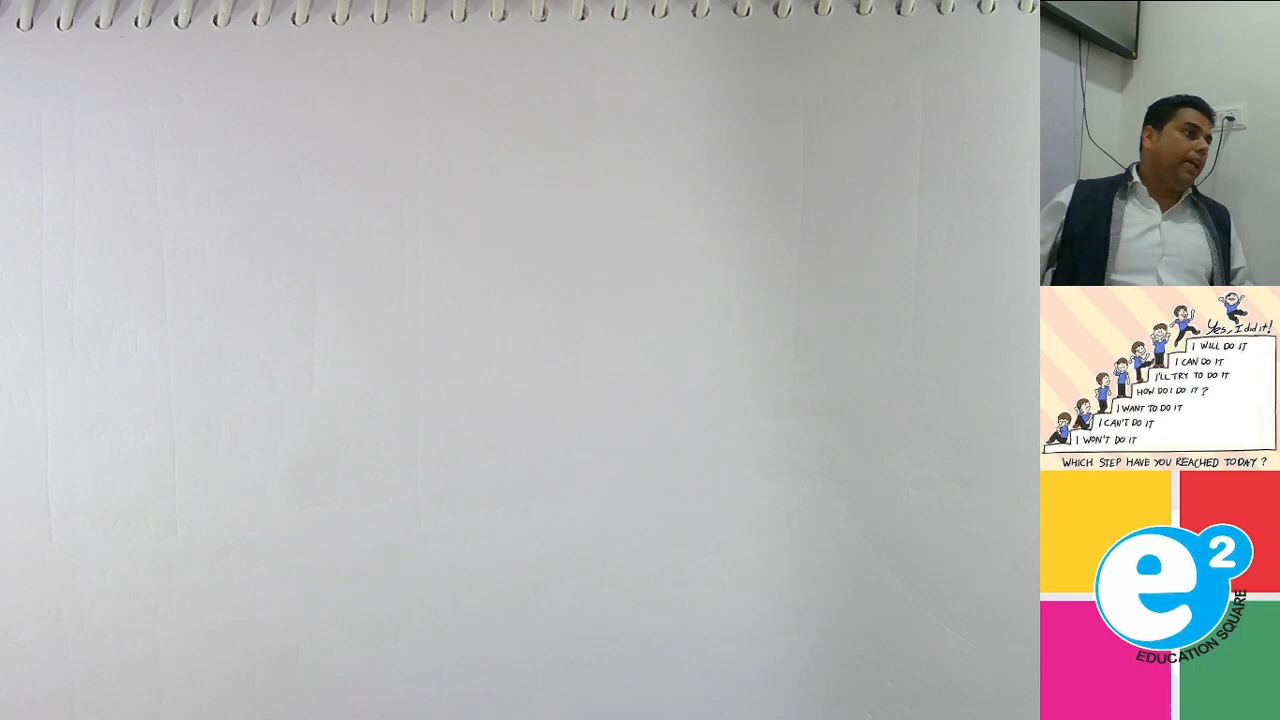 Yes, I did it!
I WILL DO IT
I CAN DO IT
I'LL TRY TO DO IT
HOW DO I DO IT ?
I WANT TO DO IT
I CAN'T DO IT
I WON'T DO IT
WHICH STEP HAVE YOU REACHED TODAY ?
e2
EDUCATION SQUARE